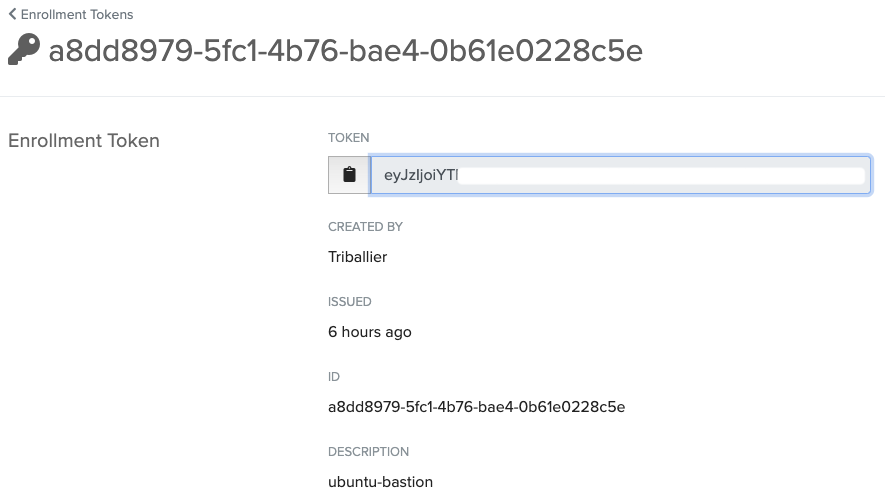 Enrollment Tokens
a8dd8979-5fc1-4b76-bae4-0b61e0228c5e
Enrollment Token
TOKEN
eyJzIjoiYT
CREATED BY
Triballier
ISSUED
6 hours ago
ID
a8dd8979-5fc1-4b76-bae4-0b61e0228c5e
DESCRIPTION
ubuntu-bastion